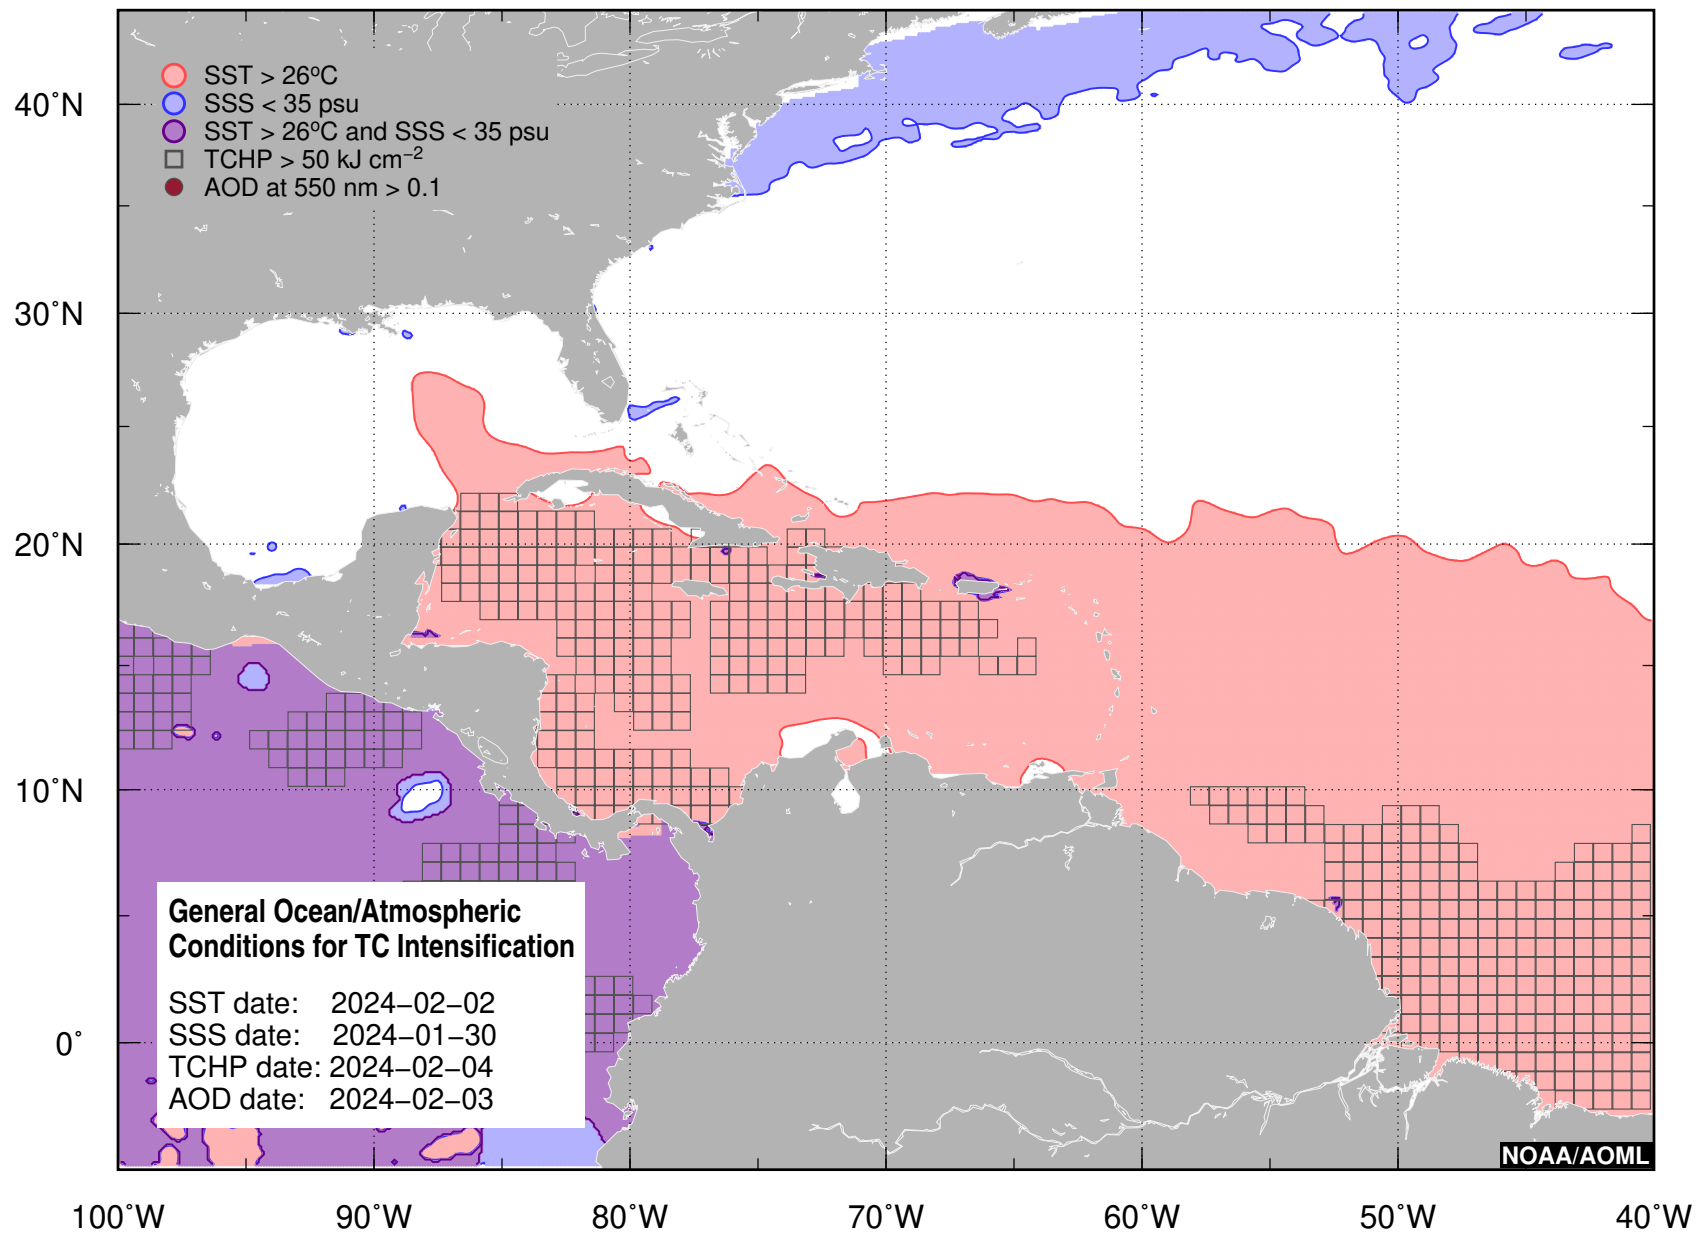 SST > 26ºC
SSS < 35 psu
SST > 26ºC and SSS < 35 psu
TCHP > 50 kJ cm⁻²
AOD at 550 nm > 0.1
40˚N
30˚N
20˚N
10˚N
0˚
General Ocean/Atmospheric
Conditions for TC Intensification
SST date: 2024−02−02
SSS date: 2024−01−30
TCHP date: 2024−02−04
AOD date: 2024−02−03
NOAA/AOML
100˚W 90˚W 80˚W 70˚W 60˚W 50˚W 40˚W